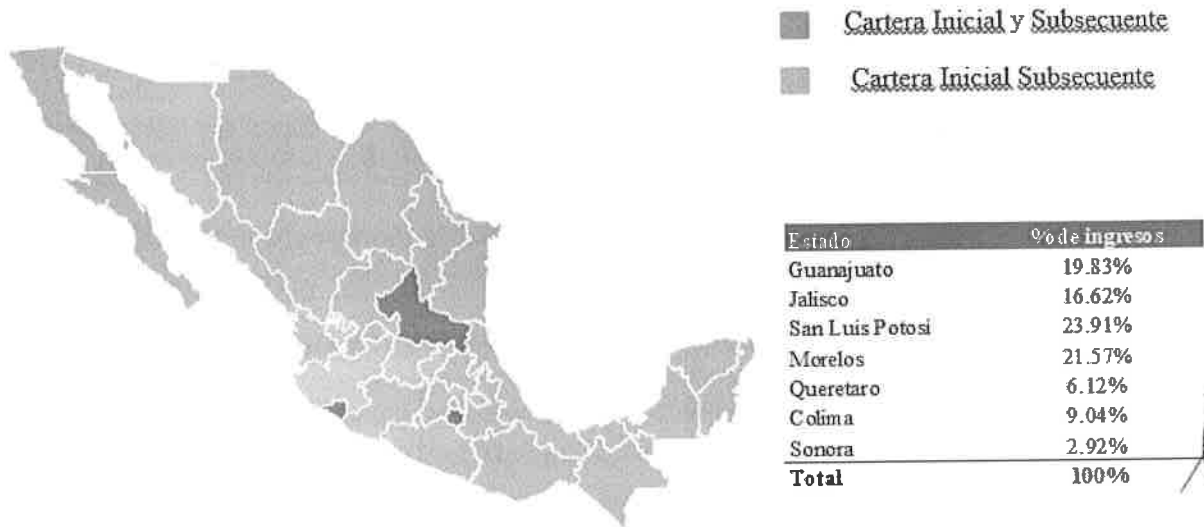 Cartera Inicial y Subsecuente
Cartera Inicial Subsecuente
Estado % de ingresos
Guanajuato 19.83%
Jalisco 16.62%
San Luis Potosi 23.91%
Morelos 21.57%
Queretaro 6.12%
Colima 9.04%
Sonora 2.92%
Total 100%